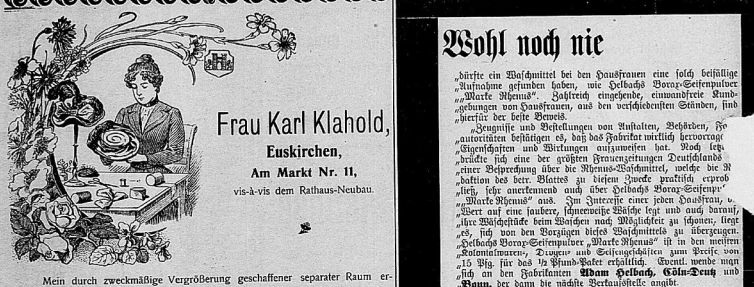 Frau Karl Klahold,
Euskirchen,
Am Markt Nr. 11,
vis-à-vis dem Rathaus-Neubau.
Mein durch zweckmäßige Vergrößerung geschaffener separater Raum er-
Wohl noch nie
„dürfte ein Waschmittel bei den Hausfrauen eine solch beifällige
„Aufnahme gefunden haben, wie Helbachs Borax-Seifenpulver
„„Marke Rhenus“. Zahlreich eingehende, einwandfreie Kund-
„gebungen von Hausfrauen, aus den verschiedensten Ständen, sind
„hierfür der beste Beweis.
„Zeugnisse und Bestellungen von Anstalten, Behörden,
„autoritäten bestätigen es, daß das Fabrikat wirklich
„Eigenschaften und Wirkungen aufzuweisen hat. Noch
„drückte sich eine der größten Frauenzeitungen Deutschlands
„einer Besprechung über die Rhenus-Waschmittel, welche die
„daktion des betr. Blattes zu diesem Zwecke praktisch
„ließ, sehr anerkennend auch über Helbachs Borax-
„„Marke Rhenus“ aus. Im Interesse einer jeden Hausfrau,
„Wert auf eine saubere, schneeweiße Wäsche legt und auch darauf,
„ihre Wäschestücke beim Waschen nach Möglichkeit zu schonen, liegt
„es, sich von den Vorzügen dieses Waschmittels zu überzeugen.
„Helbachs Borax-Seifenpulver „Marke Rhenus“ ist in den meisten
„Kolonialwaren-, Drogen- und Seifengeschäften zum Preise von
„15 Pfg. für das ½ Pfund-Paket erhältlich. Eventl. wende man
„sich an den Fabrikanten Adam Helbach, Cöln-Deutz und
„Bonn, der dann die nächste Verkaufsstelle angibt.